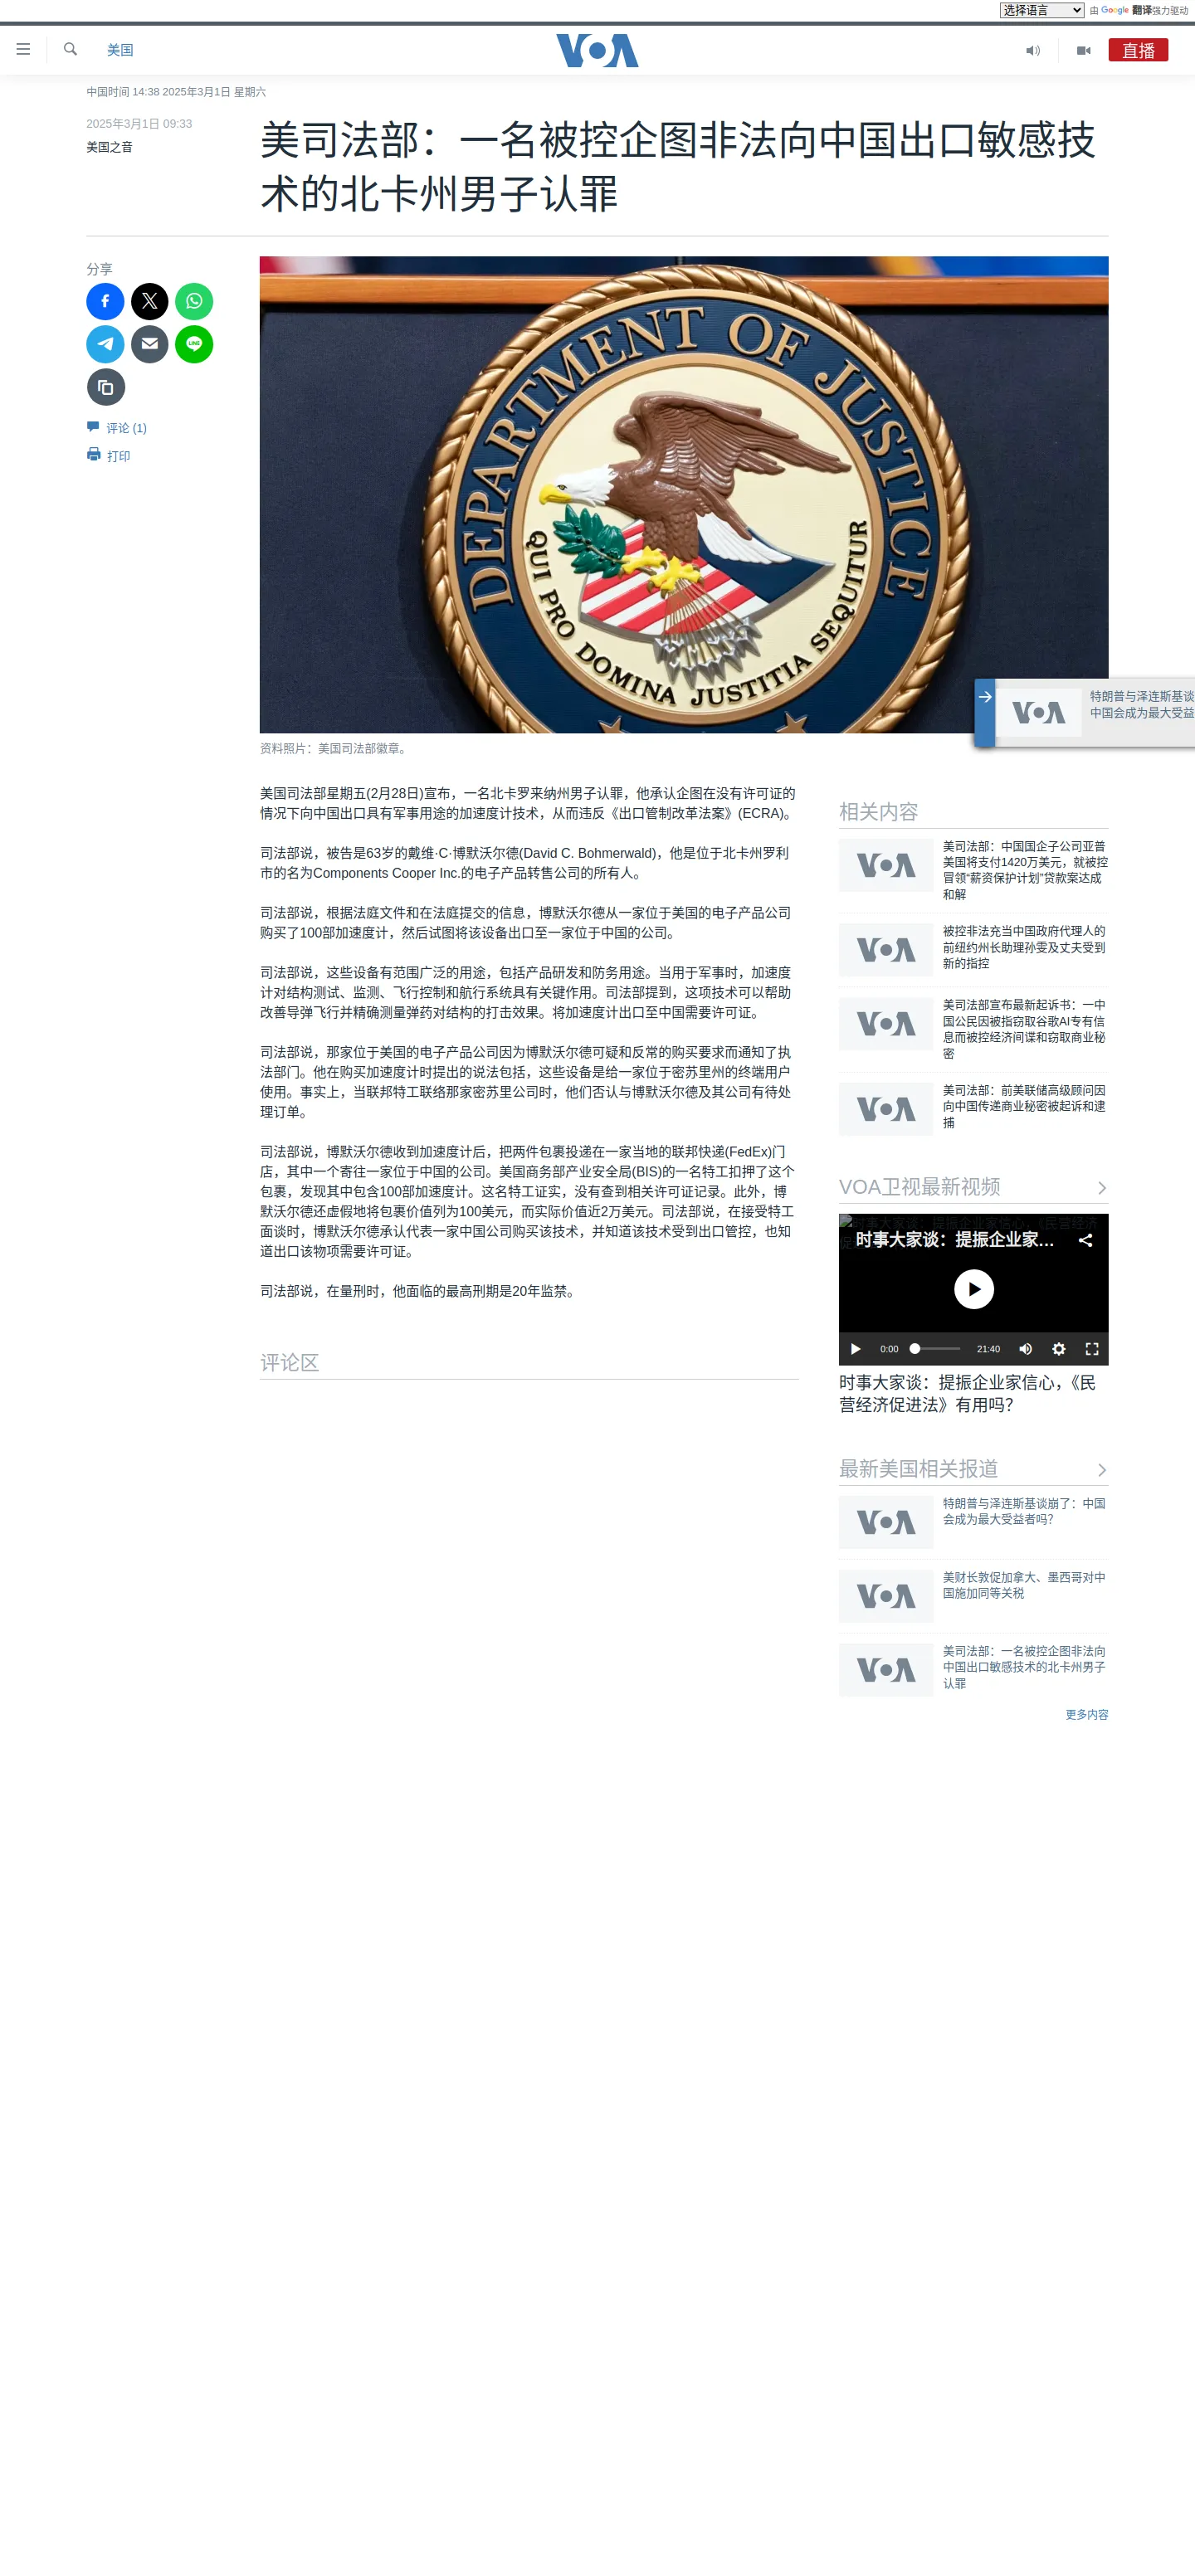 选择语言
由 Google 翻译强力驱动
美国
VOA
直播
中国时间 14:38 2025年3月1日 星期六
2025年3月1日 09:33
美国之音
美司法部：一名被控企图非法向中国出口敏感技
术的北卡州男子认罪
分享
LINE
评论 (1)
打印
DEPARTMENT OF JUSTICE
QUI PRO DOMINA JUSTITIA SEQUITUR
VOA
特朗普与泽连斯基谈
中国会成为最大受益
资料照片：美国司法部徽章。
美国司法部星期五(2月28日)宣布，一名北卡罗来纳州男子认罪，他承认企图在没有许可证的
情况下向中国出口具有军事用途的加速度计技术，从而违反《出口管制改革法案》(ECRA)。
司法部说，被告是63岁的戴维·C·博默沃尔德(David C. Bohmerwald)，他是位于北卡州罗利
市的名为Components Cooper Inc.的电子产品转售公司的所有人。
司法部说，根据法庭文件和在法庭提交的信息，博默沃尔德从一家位于美国的电子产品公司
购买了100部加速度计，然后试图将该设备出口至一家位于中国的公司。
司法部说，这些设备有范围广泛的用途，包括产品研发和防务用途。当用于军事时，加速度
计对结构测试、监测、飞行控制和航行系统具有关键作用。司法部提到，这项技术可以帮助
改善导弹飞行并精确测量弹药对结构的打击效果。将加速度计出口至中国需要许可证。
司法部说，那家位于美国的电子产品公司因为博默沃尔德可疑和反常的购买要求而通知了执
法部门。他在购买加速度计时提出的说法包括，这些设备是给一家位于密苏里州的终端用户
使用。事实上，当联邦特工联络那家密苏里公司时，他们否认与博默沃尔德及其公司有待处
理订单。
司法部说，博默沃尔德收到加速度计后，把两件包裹投递在一家当地的联邦快递(FedEx)门
店，其中一个寄往一家位于中国的公司。美国商务部产业安全局(BIS)的一名特工扣押了这个
包裹，发现其中包含100部加速度计。这名特工证实，没有查到相关许可证记录。此外，博
默沃尔德还虚假地将包裹价值列为100美元，而实际价值近2万美元。司法部说，在接受特工
面谈时，博默沃尔德承认代表一家中国公司购买该技术，并知道该技术受到出口管控，也知
道出口该物项需要许可证。
司法部说，在量刑时，他面临的最高刑期是20年监禁。
评论区
相关内容
VOA
美司法部：中国国企子公司亚普
美国将支付1420万美元，就被控
冒领“薪资保护计划”贷款案达成
和解
VOA
被控非法充当中国政府代理人的
前纽约州长助理孙雯及丈夫受到
新的指控
VOA
美司法部宣布最新起诉书：一中
国公民因被指窃取谷歌AI专有信
息而被控经济间谍和窃取商业秘
密
VOA
美司法部：前美联储高级顾问因
向中国传递商业秘密被起诉和逮
捕
VOA卫视最新视频
时事大家谈：提振企业家信心，《民营经济
时事大家谈：提振企业家...
0:00
21:40
时事大家谈：提振企业家信心，《民
营经济促进法》有用吗？
最新美国相关报道
VOA
特朗普与泽连斯基谈崩了：中国
会成为最大受益者吗？
VOA
美财长敦促加拿大、墨西哥对中
国施加同等关税
VOA
美司法部：一名被控企图非法向
中国出口敏感技术的北卡州男子
认罪
更多内容